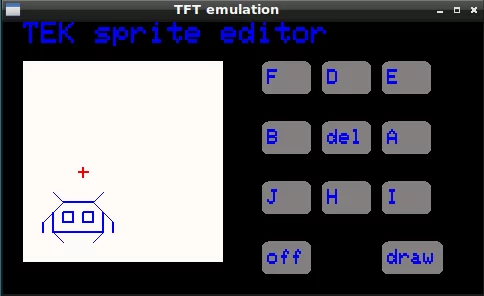 TFT emulation
TEK sprite editor
F D E
B del A
J H I
off draw